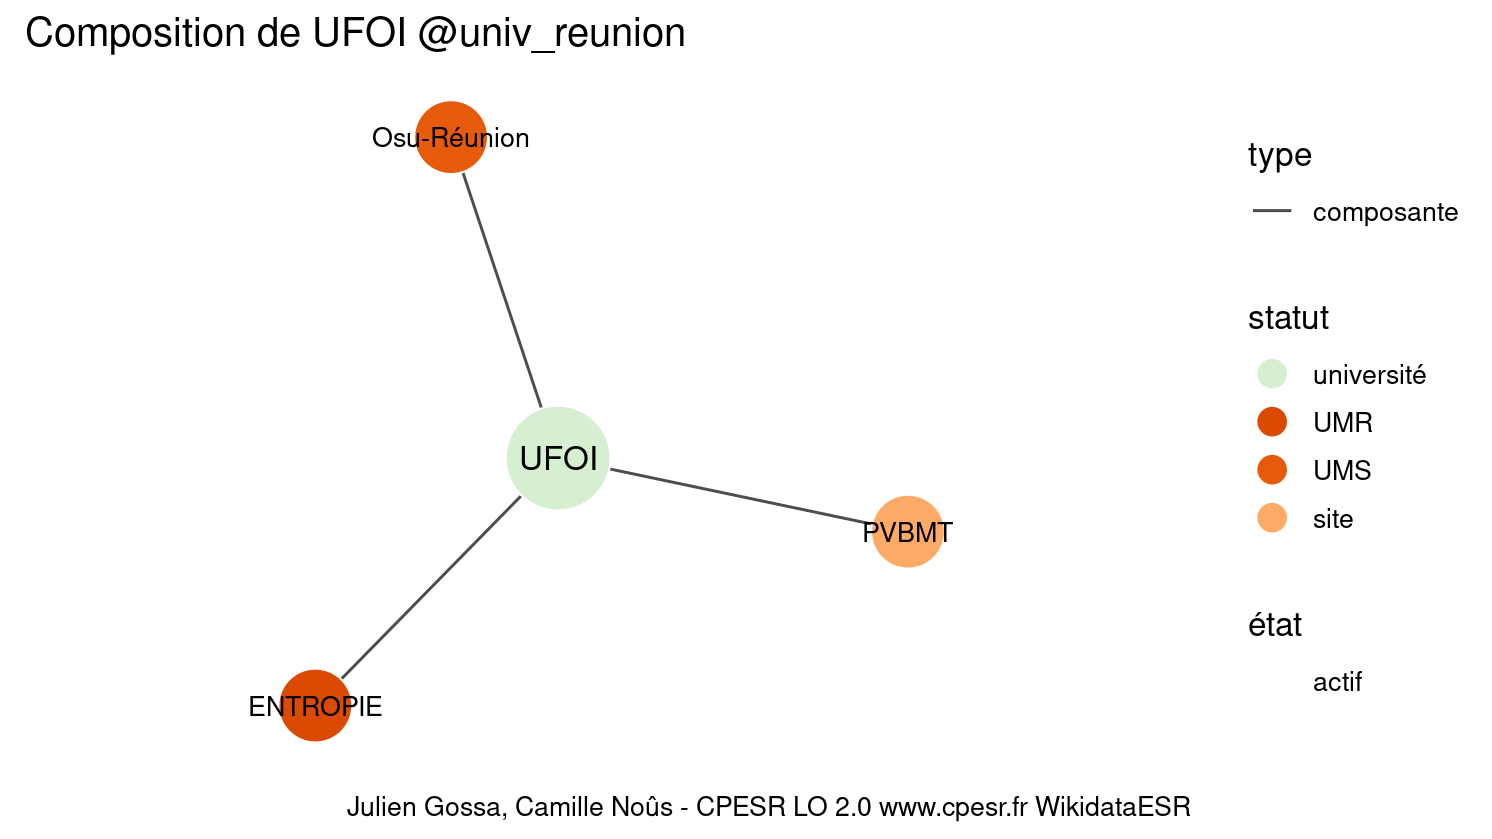 Composition de UFOI @univ_reunion
Osu-Réunion
UFOI
PVBMT
ENTROPIE
type
composante
statut
université
UMR
UMS
site
état
actif
Julien Gossa, Camille Noûs - CPESR LO 2.0 www.cpesr.fr WikidataESR